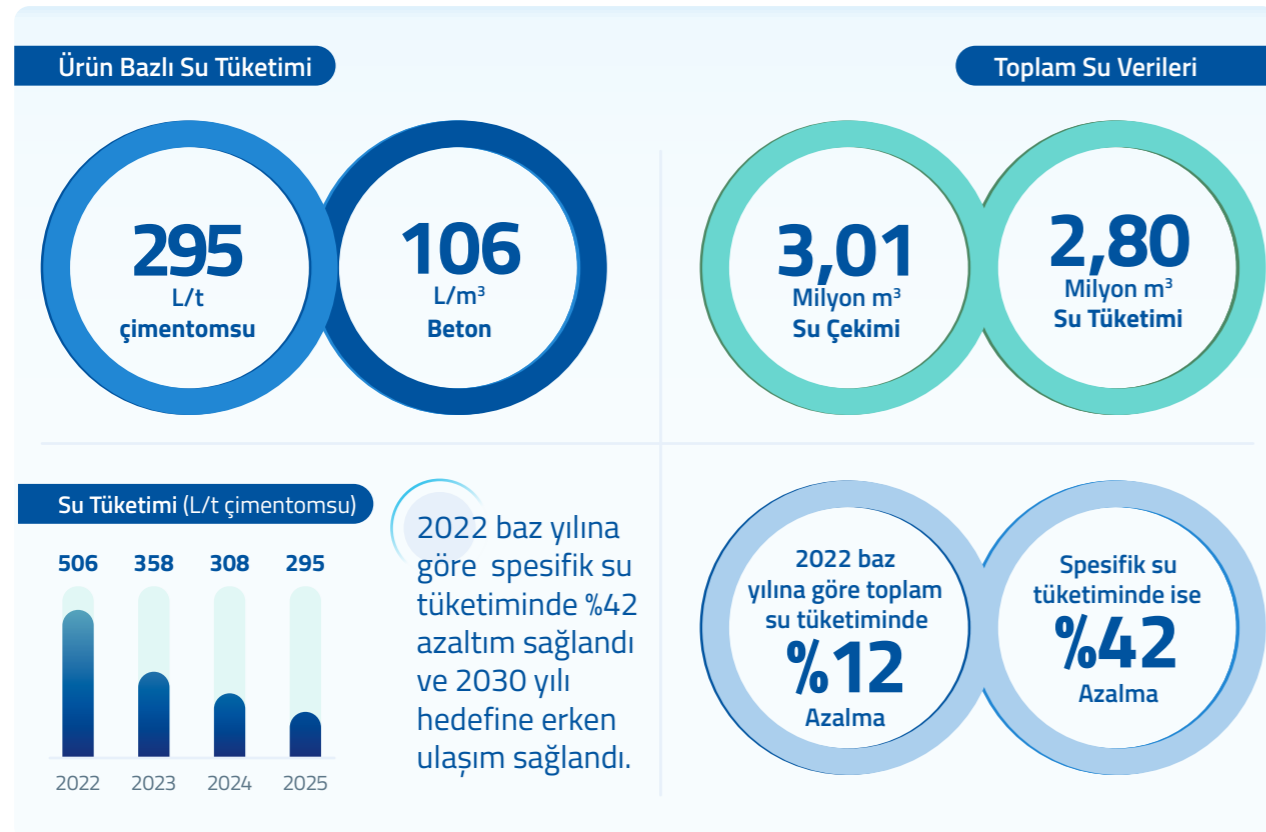 Ürün Bazlı Su Tüketimi
295
L/t
çimentomsu
106
L/m³
Beton
Toplam Su Verileri
3,01
Milyon m³
Su Çekimi
2,80
Milyon m³
Su Tüketimi
Su Tüketimi (L/t çimentomsu)
506 358 308 295
2022 2023 2024 2025
2022 baz yılına
göre spesifik su
tüketiminde %42
azaltım sağlandı
ve 2030 yılı
hedefine erken
ulaşım sağlandı.
2022 baz
yılına göre toplam
su tüketiminde
%12
Azalma
Spesifik su
tüketiminde ise
%42
Azalma